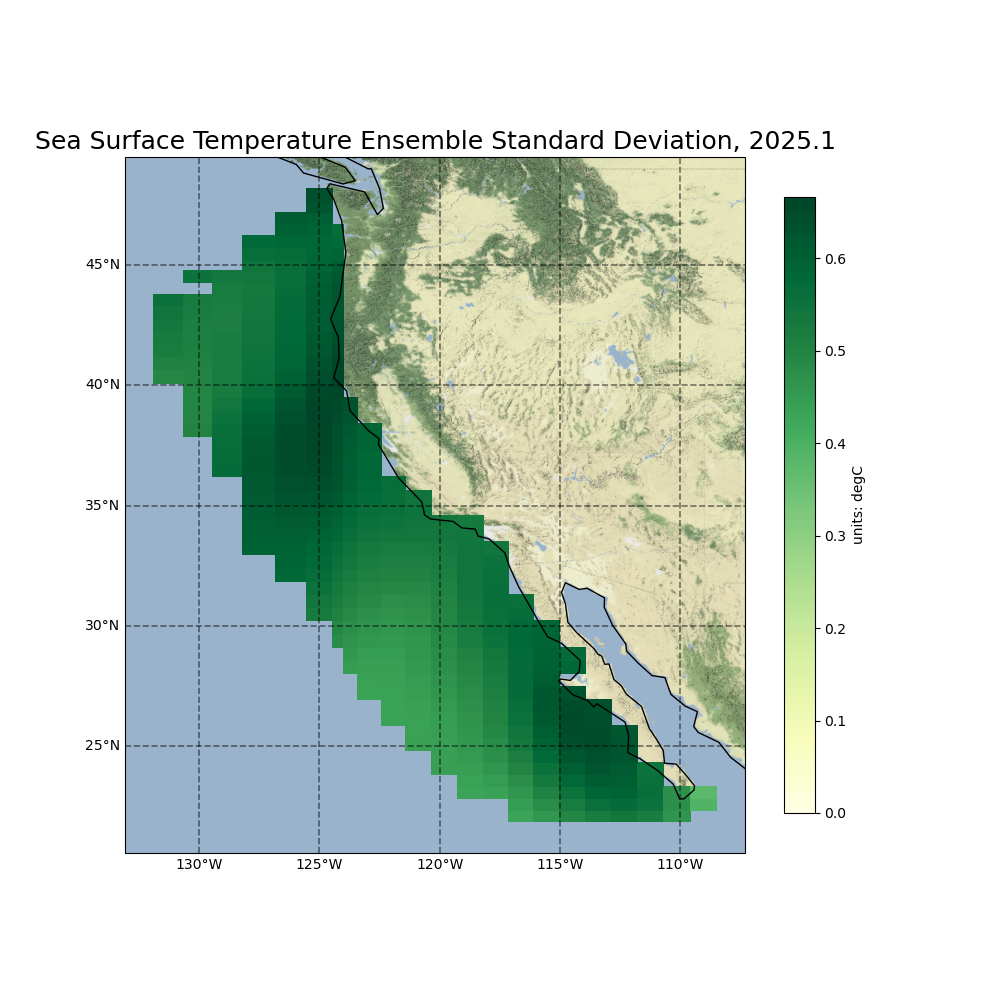 Sea Surface Temperature Ensemble Standard Deviation, 2025.1
45°N
40°N
35°N
30°N
25°N
130°W
125°W
120°W
115°W
110°W
0.6
0.5
0.4
0.3
0.2
0.1
0.0
units: degC